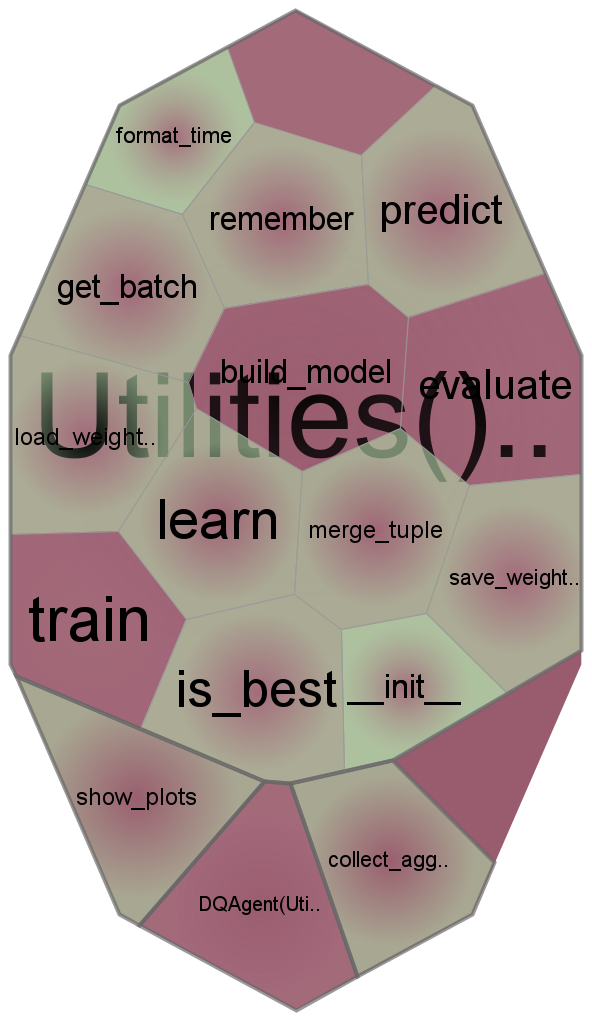 format_time
remember
predict
get_batch
build_model
evaluate
Utilities()..
load_weight..
learn
merge_tuple
save_weight..
train
is_best
__init__
show_plots
collect_agg..
DQAgent(Uti..